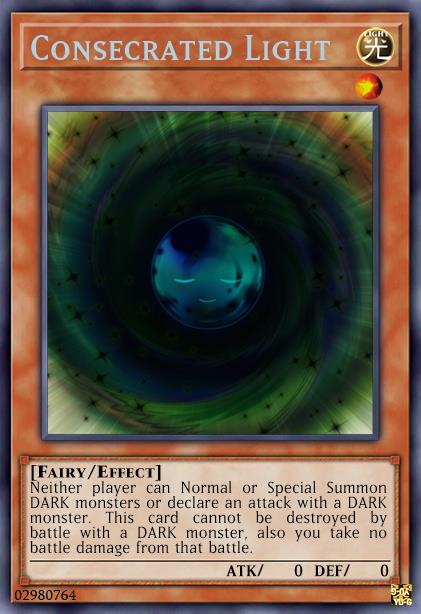 CONSECRATED LIGHT
LIGHT
光
[FAIRY/EFFECT]
Neither player can Normal or Special Summon
DARK monsters or declare an attack with a DARK
monster. This card cannot be destroyed by
battle with a DARK monster, also you take no
battle damage from that battle.
ATK/ 0 DEF/ 0
02980764